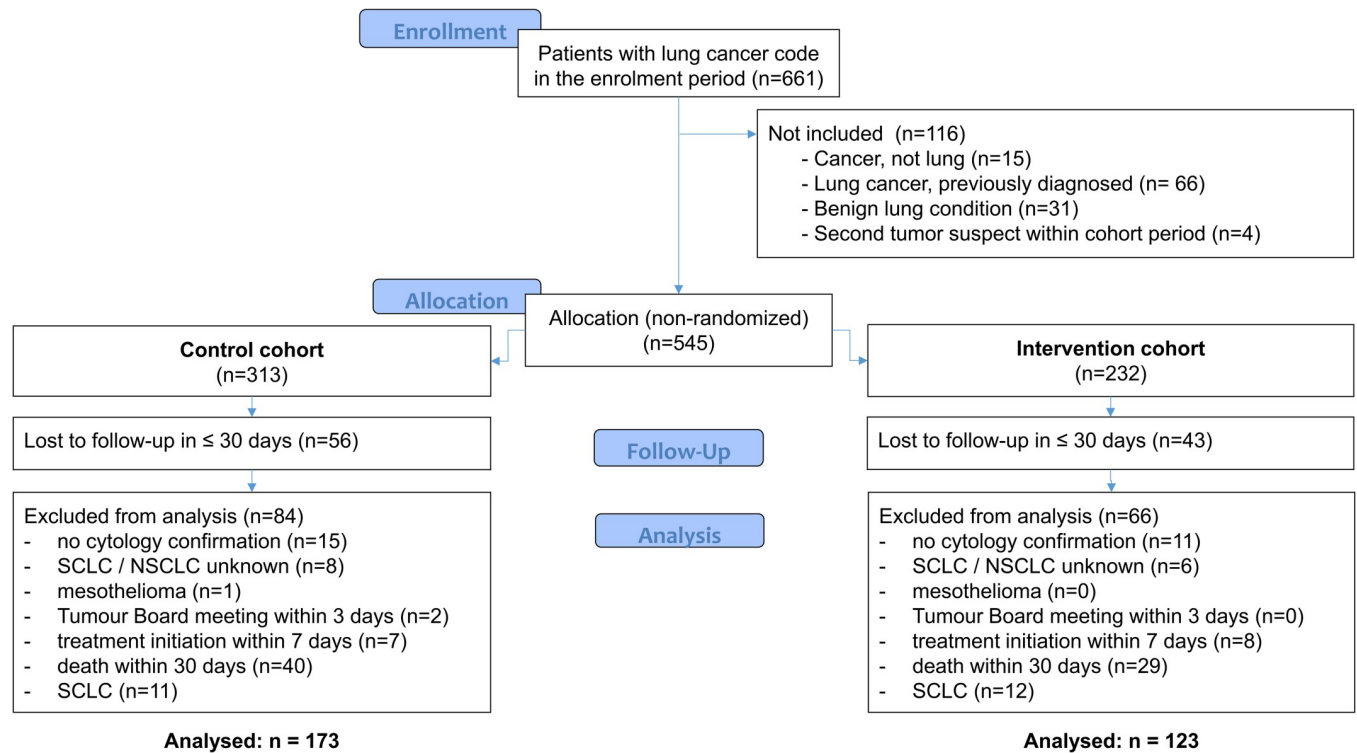 Enrollment
Patients with lung cancer code
in the enrolment period (n=661)
Not included  (n=116)
- Cancer, not lung (n=15)
- Lung cancer, previously diagnosed (n= 66)
- Benign lung condition (n=31)
- Second tumor suspect within cohort period (n=4)
Allocation
Allocation (non-randomized)
(n=545)
Control cohort
(n=313)
Lost to follow-up in ≤ 30 days (n=56)
Excluded from analysis (n=84)
- no cytology confirmation (n=15)
- SCLC / NSCLC unknown (n=8)
- mesothelioma (n=1)
- Tumour Board meeting within 3 days (n=2)
- treatment initiation within 7 days (n=7)
- death within 30 days (n=40)
- SCLC (n=11)
Analysed: n = 173
Follow-Up
Analysis
Intervention cohort
(n=232)
Lost to follow-up in ≤ 30 days (n=43)
Excluded from analysis (n=66)
- no cytology confirmation (n=11)
- SCLC / NSCLC unknown (n=6)
- mesothelioma (n=0)
- Tumour Board meeting within 3 days (n=0)
- treatment initiation within 7 days (n=8)
- death within 30 days (n=29)
- SCLC (n=12)
Analysed: n = 123